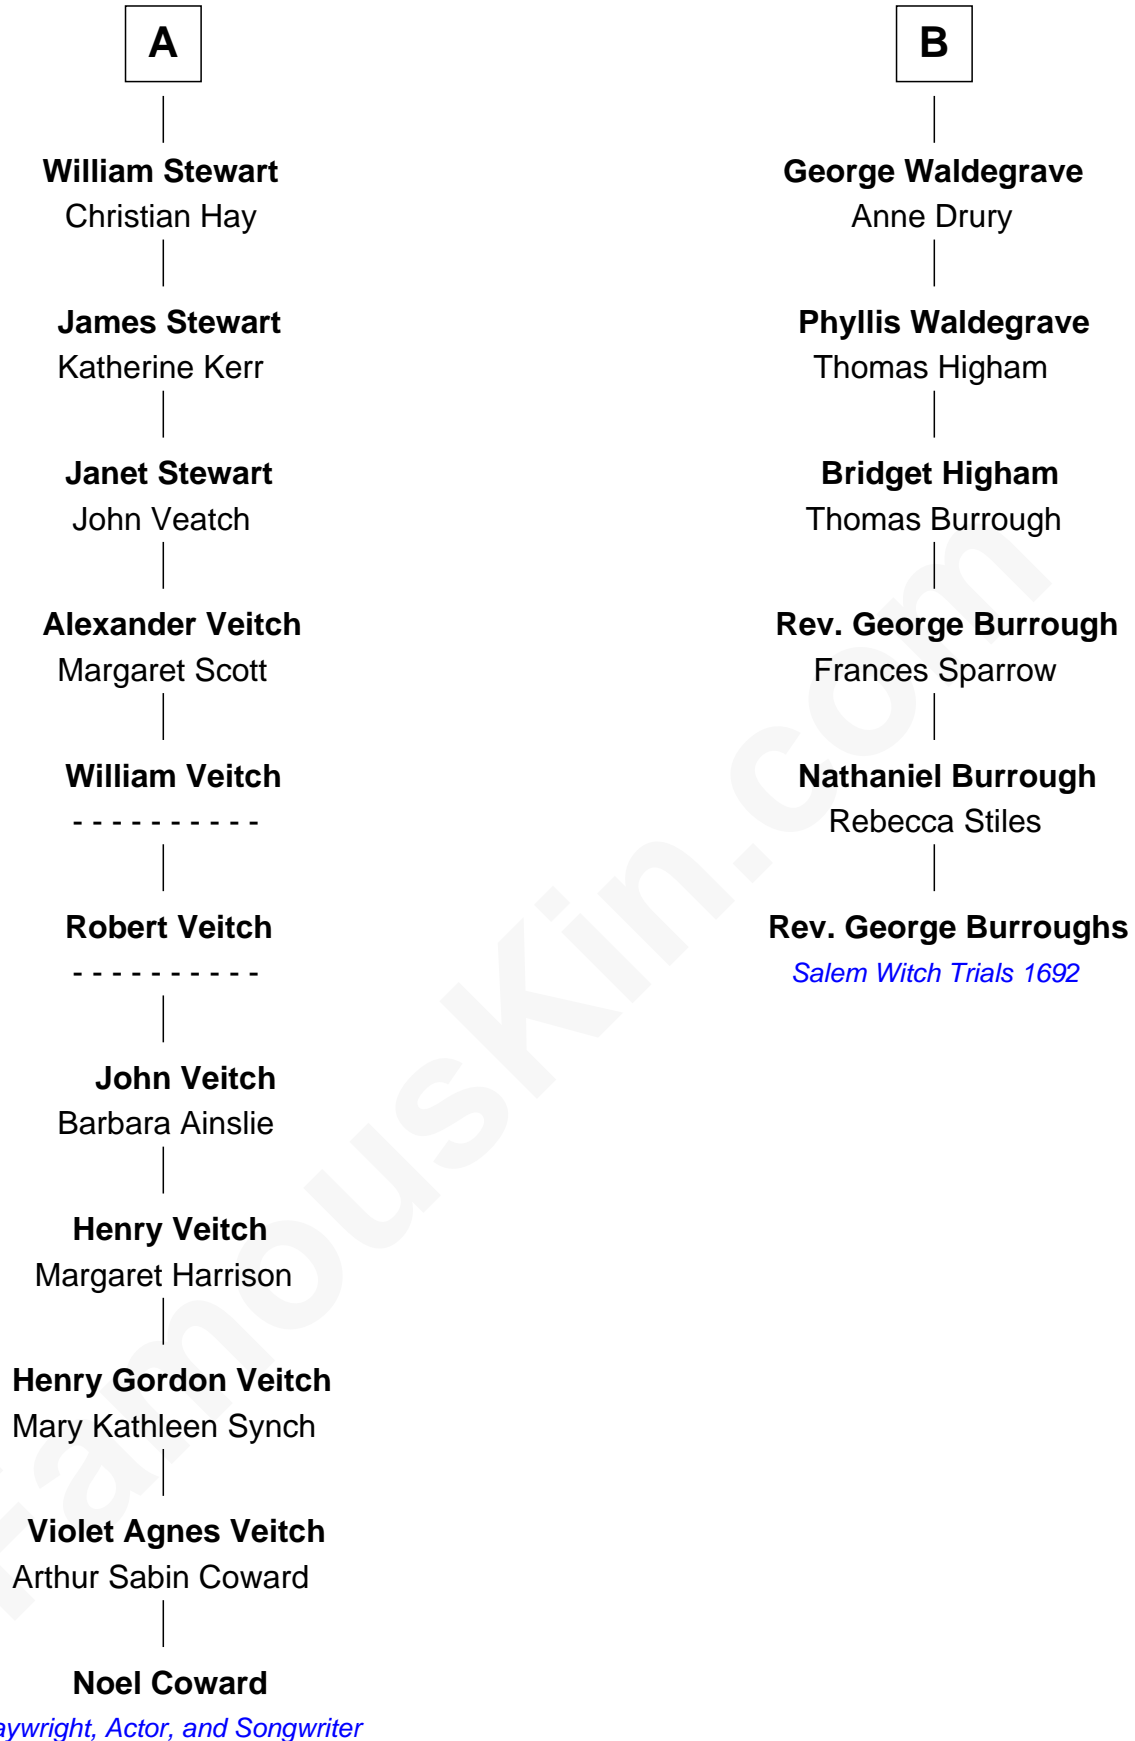 A
William Stewart
Christian Hay
James Stewart
Katherine Kerr
Janet Stewart
John Veatch
Alexander Veitch
Margaret Scott
William Veitch
- - - - - - - - - -
Robert Veitch
- - - - - - - - - -
John Veitch
Barbara Ainslie
Henry Veitch
Margaret Harrison
Henry Gordon Veitch
Mary Kathleen Synch
Violet Agnes Veitch
Arthur Sabin Coward
Noel Coward
aywright, Actor, and Songwriter
B
George Waldegrave
Anne Drury
Phyllis Waldegrave
Thomas Higham
Bridget Higham
Thomas Burrough
Rev. George Burrough
Frances Sparrow
Nathaniel Burrough
Rebecca Stiles
Rev. George Burroughs
Salem Witch Trials 1692
FamousKin.com